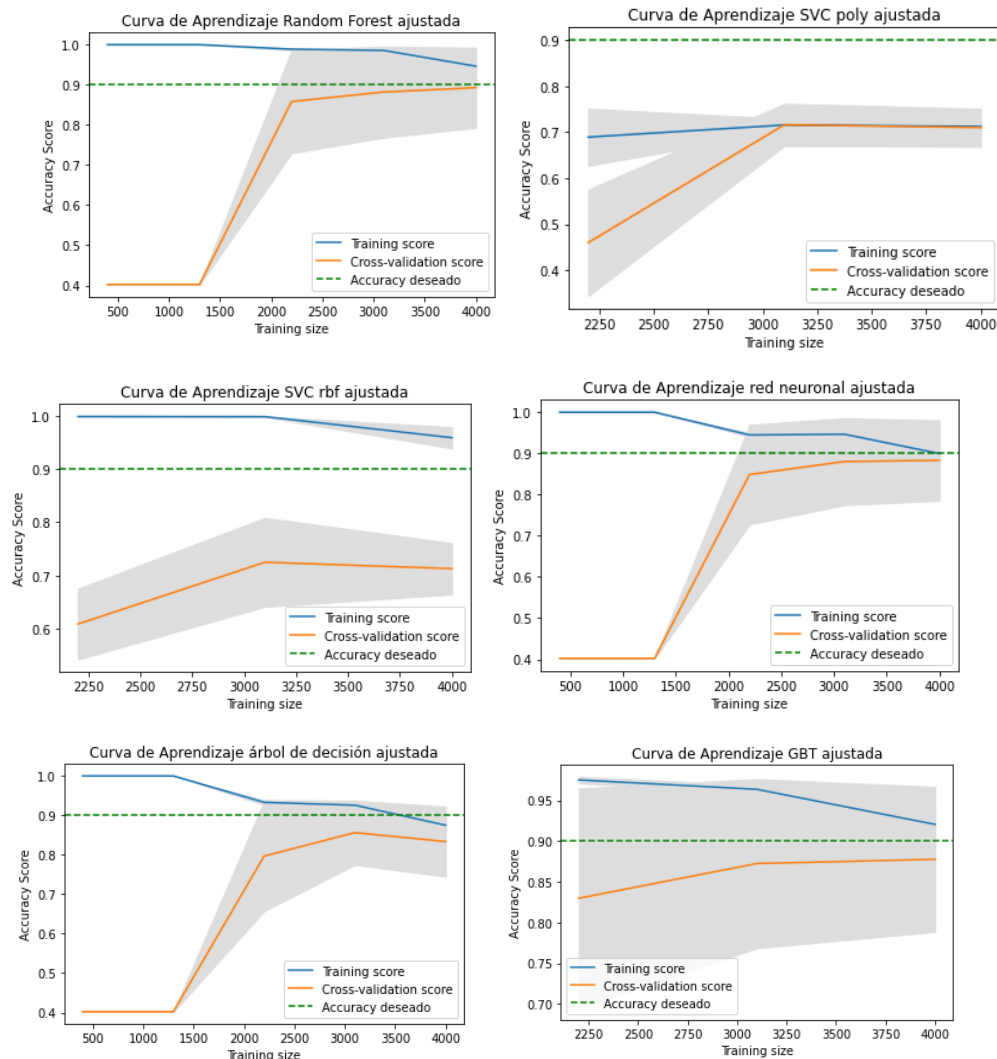 Curva de Aprendizaje Random Forest ajustada
1.0
0.9
0.8
0.7
0.6
0.5
0.4
Accuracy Score
Training score
Cross-validation score
Accuracy deseado
500 1000 1500 2000 2500 3000 3500 4000
Training size
Curva de Aprendizaje SVC poly ajustada
0.9
0.8
0.7
0.6
0.5
0.4
Accuracy Score
Training score
Cross-validation score
Accuracy deseado
2250 2500 2750 3000 3250 3500 3750 4000
Training size
Curva de Aprendizaje SVC rbf ajustada
1.0
0.9
0.8
0.7
0.6
Accuracy Score
Training score
Cross-validation score
Accuracy deseado
2250 2500 2750 3000 3250 3500 3750 4000
Training size
Curva de Aprendizaje red neuronal ajustada
1.0
0.9
0.8
0.7
0.6
0.5
0.4
Accuracy Score
Training score
Cross-validation score
Accuracy deseado
500 1000 1500 2000 2500 3000 3500 4000
Training size
Curva de Aprendizaje árbol de decisión ajustada
1.0
0.9
0.8
0.7
0.6
0.5
0.4
Accuracy Score
Training score
Cross-validation score
Accuracy deseado
500 1000 1500 2000 2500 3000 3500 4000
Training size
Curva de Aprendizaje GBT ajustada
0.95
0.90
0.85
0.80
0.75
0.70
Accuracy Score
Training score
Cross-validation score
Accuracy deseado
2250 2500 2750 3000 3250 3500 3750 4000
Training size